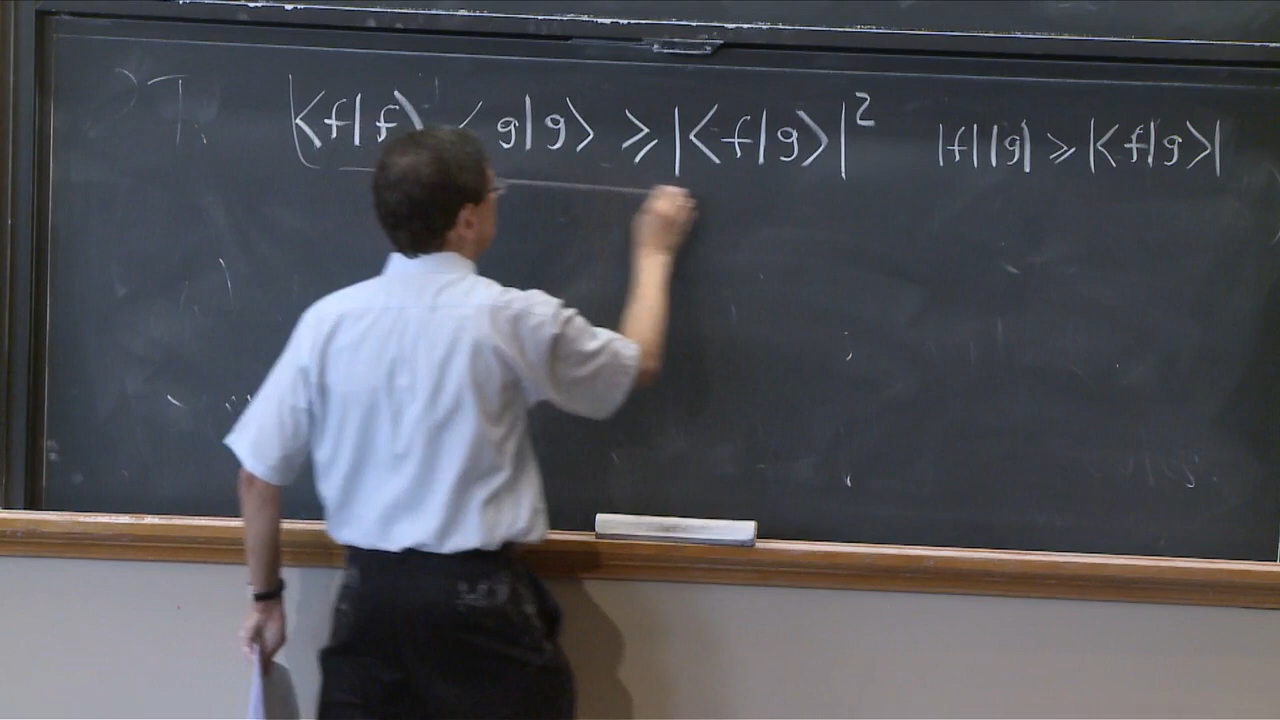 ⟨f|f⟩ ⟨g|g⟩ ⩾ |⟨f|g⟩|² |f||g| ⩾ |⟨f|g⟩|